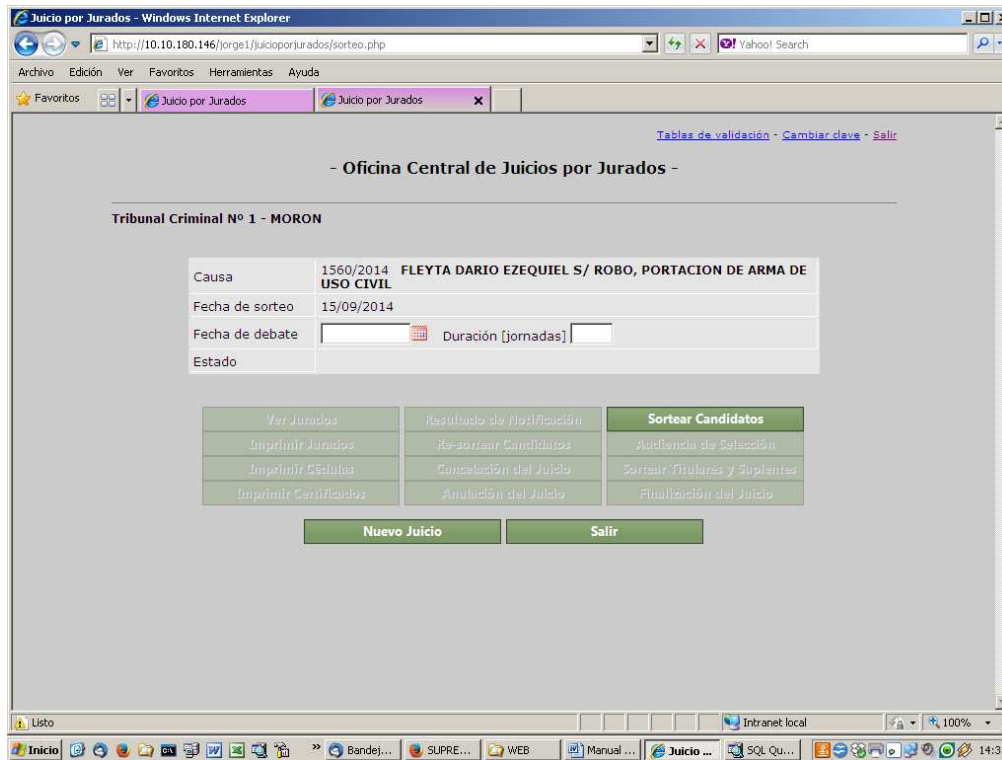 Juicio por Jurados - Windows Internet Explorer
http://10.10.180.146/jorge1/juicioporjurados/sorteo.php
Yahoo! Search
Archivo Edición Ver Favoritos Herramientas Ayuda
Favoritos Juicio por Jurados Juicio por Jurados
Tablas de validación - Cambiar clave - Salir
- Oficina Central de Juicios por Jurados -
Tribunal Criminal Nº 1 - MORON
Causa 1560/2014 FLEYTA DARIO EZEQUIEL S/ ROBO, PORTACION DE ARMA DE
USO CIVIL
Fecha de sorteo 15/09/2014
Fecha de debate Duración [jornadas]
Estado
Ver Jurados Resultado de Notificación Sortear Candidatos
Imprimir Jurados Re-sortear Candidatos Audiencia de Selección
Imprimir Cédulas Cancelación del Juicio Sortear Titulares y Suplentes
Imprimir Certificados Anulación del Juicio Finalización del Juicio
Nuevo Juicio Salir
Listo Intranet local 100%
Inicio » Bandej... SUPRE... WEB Manual ... Juicio ... SQL Qu... 14:3